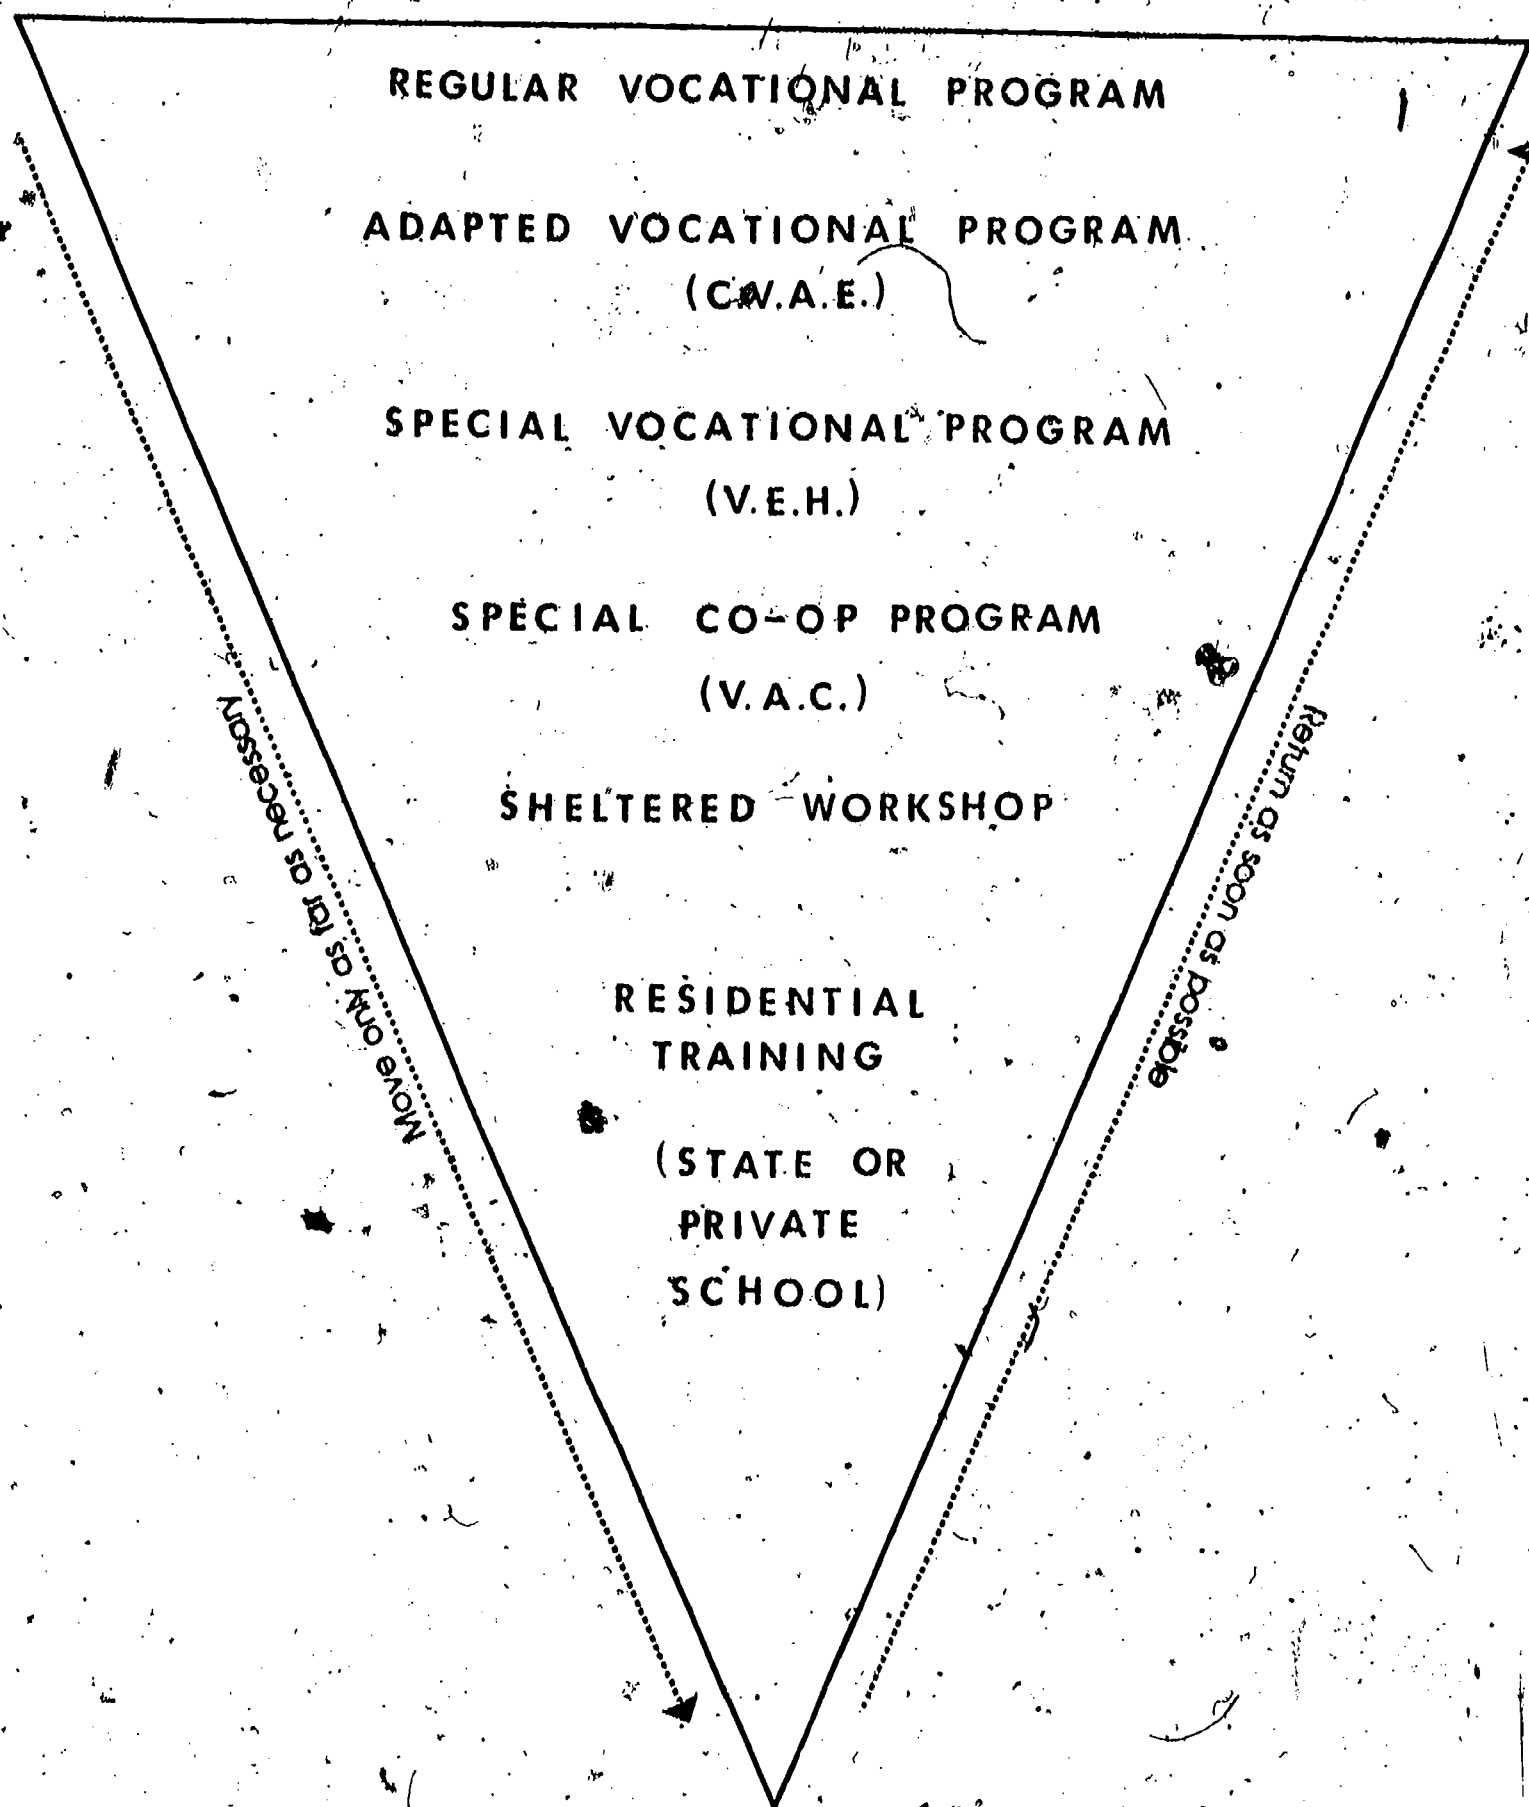 REGULAR VOCATIONAL PROGRAM
ADAPTED VOCATIONAL PROGRAM
(C.V.A.E.)
SPECIAL VOCATIONAL PROGRAM
(V.E.H.)
SPECIAL CO-OP PROGRAM
(V.A.C.)
SHELTERED WORKSHOP
RESIDENTIAL
TRAINING
(STATE OR
PRIVATE
SCHOOL)
Move only as far as necessary
Return as soon as possible